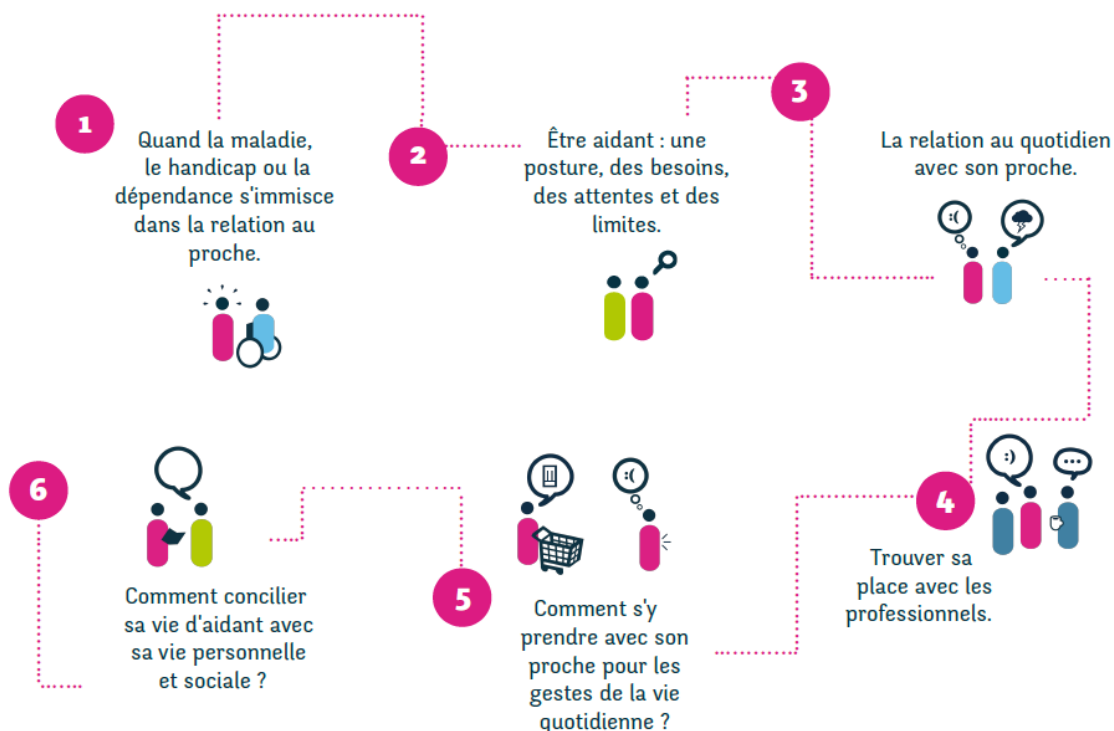 1
Quand la maladie,
le handicap ou la
dépendance s'immisce
dans la relation au
proche.
2
Être aidant : une
posture, des besoins,
des attentes et des
limites.
3
La relation au quotidien
avec son proche.
:(
4
:)
...
Trouver sa
place avec les
professionnels.
5
:(
Comment s'y
prendre avec son
proche pour les
gestes de la vie
quotidienne ?
6
Comment concilier
sa vie d'aidant avec
sa vie personnelle
et sociale ?